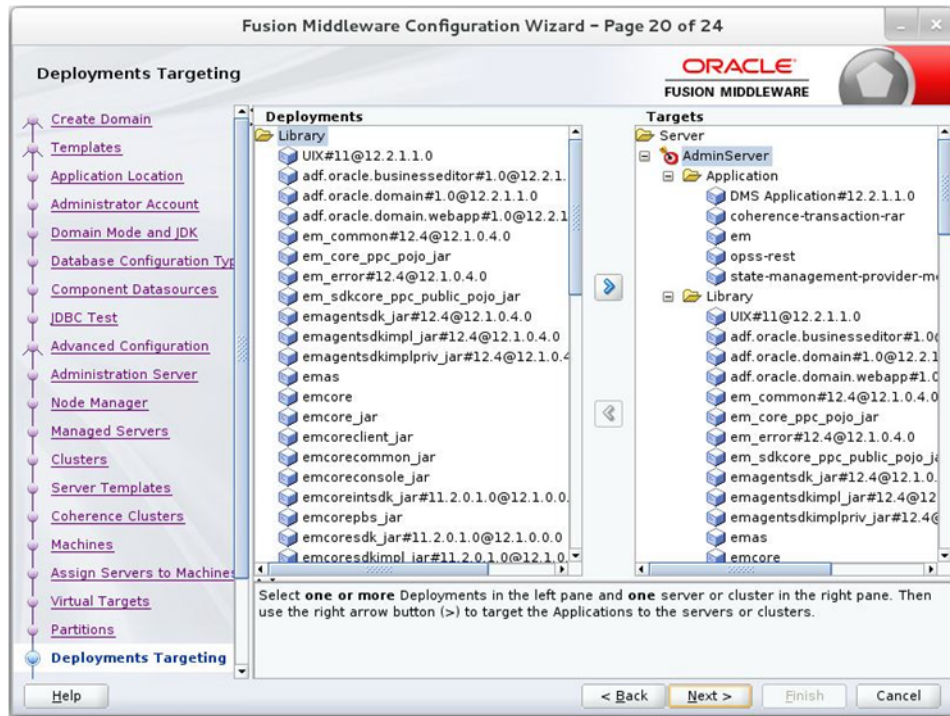 Fusion Middleware Configuration Wizard – Page 20 of 24
Deployments Targeting
ORACLE
FUSION MIDDLEWARE
Create Domain
Templates
Application Location
Administrator Account
Domain Mode and JDK
Database Configuration Typ
Component Datasources
JDBC Test
Advanced Configuration
Administration Server
Node Manager
Managed Servers
Clusters
Server Templates
Coherence Clusters
Machines
Assign Servers to Machines
Virtual Targets
Partitions
Deployments Targeting
Deployments
Library
UIX#11@12.2.1.1.0
adf.oracle.businesseditor#1.0@12.2.1.
adf.oracle.domain#1.0@12.2.1.1.0
adf.oracle.domain.webapp#1.0@12.2.1
em_common#12.4@12.1.0.4.0
em_core_ppc_pojo_jar
em_error#12.4@12.1.0.4.0
em_sdkcore_ppc_public_pojo_jar
emagentsdk_jar#12.4@12.1.0.4.0
emagentsdkimpl_jar#12.4@12.1.0.4.0
emagentsdkimplpriv_jar#12.4@12.1.0.4
emas
emcore
emcore_jar
emcoreclient_jar
emcorecommon_jar
emcoreconsole_jar
emcoreintsdk_jar#11.2.0.1.0@12.1.0.0.
emcorepbs_jar
emcoresdk_jar#11.2.0.1.0@12.1.0.0.0
emcoresdkimpl_jar#11.2.0.1.0@12.1.0.
Targets
Server
AdminServer
Application
DMS Application#12.2.1.1.0
coherence-transaction-rar
em
opss-rest
state-management-provider-m
Library
UIX#11@12.2.1.1.0
adf.oracle.businesseditor#1.0
adf.oracle.domain#1.0@12.2.1
adf.oracle.domain.webapp#1.0
em_common#12.4@12.1.0.4.0
em_core_ppc_pojo_jar
em_error#12.4@12.1.0.4.0
em_sdkcore_ppc_public_pojo_ja
emagentsdk_jar#12.4@12.1.0.
emagentsdkimpl_jar#12.4@12
emagentsdkimplpriv_jar#12.4@
emas
emcore
Select one or more Deployments in the left pane and one server or cluster in the right pane. Then
use the right arrow button (>) to target the Applications to the servers or clusters.
Help
< Back
Next >
Finish
Cancel